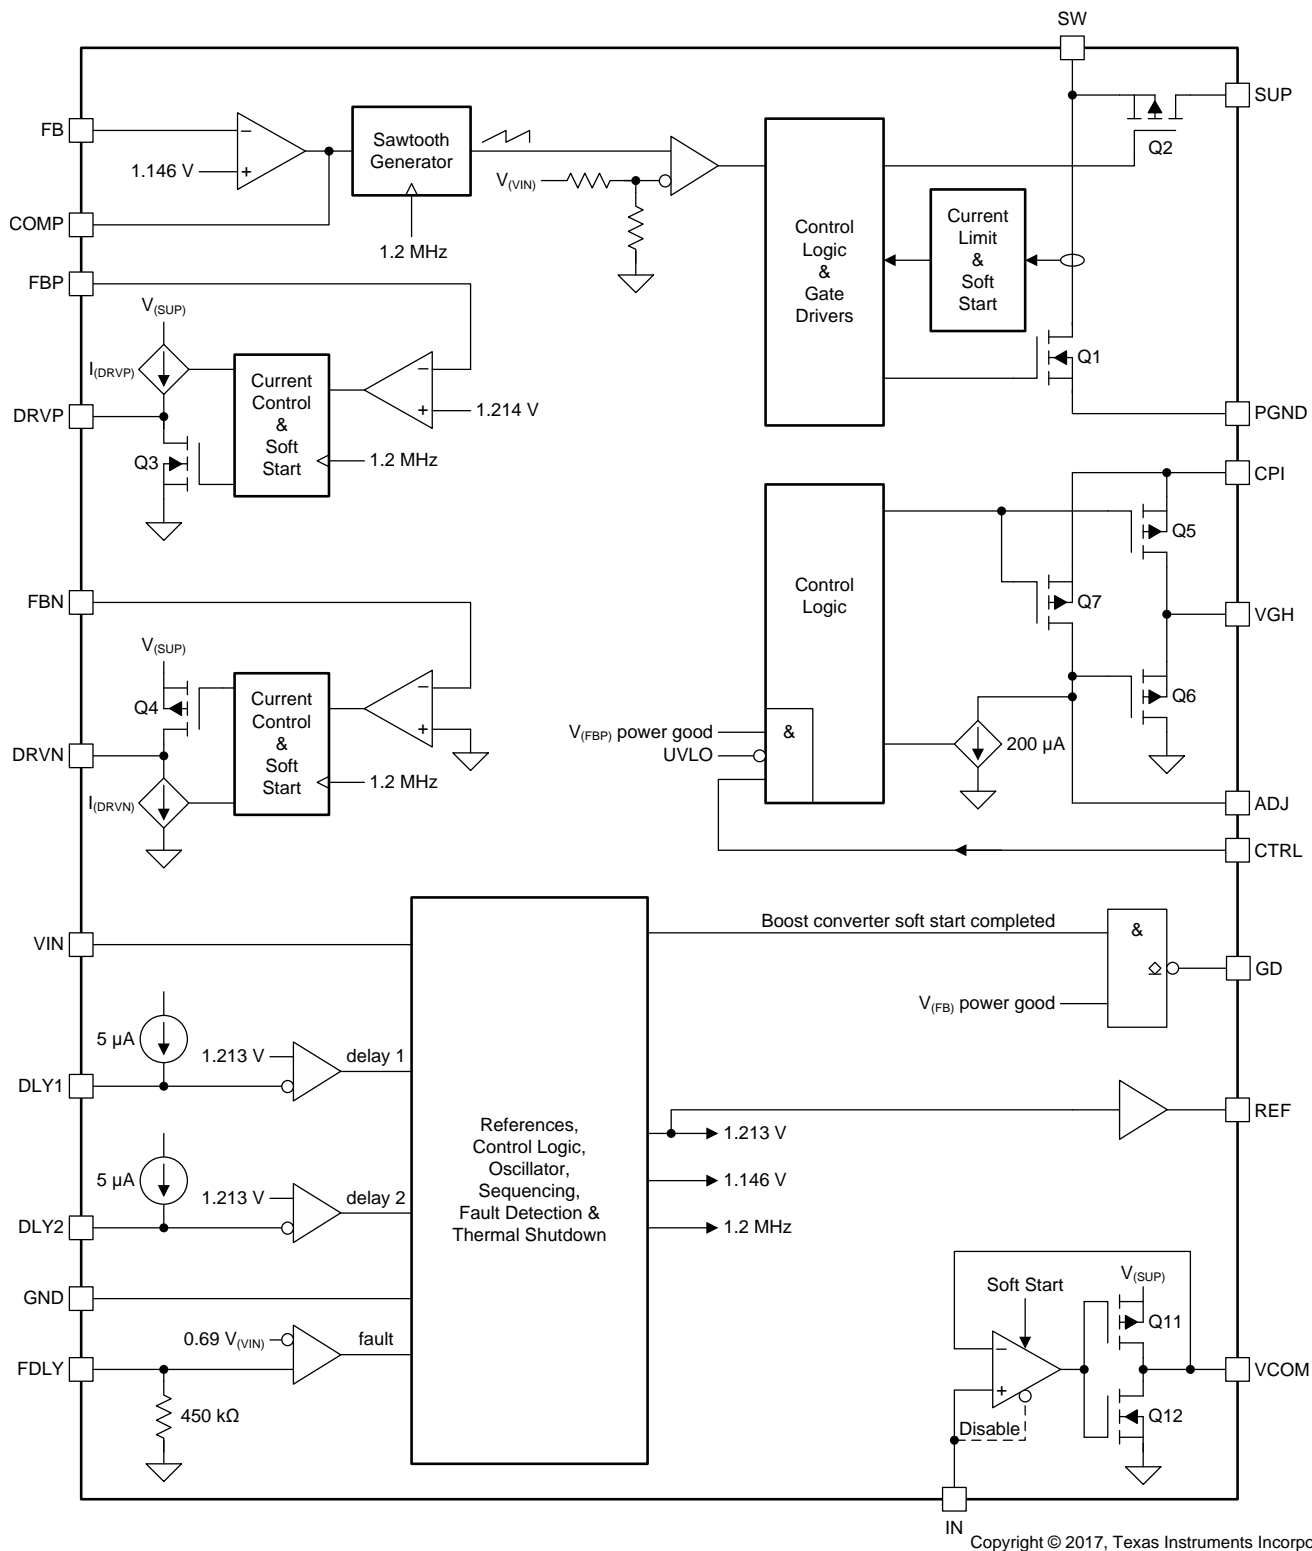 SW
SUP
FB
1.146 V
−
+
Sawtooth
Generator
V(VIN)
Q2
COMP
1.2 MHz
Control
Logic
&
Gate
Drivers
Current
Limit
&
Soft
Start
FBP
V(SUP)
I(DRVP)
Q1
Current
Control
&
Soft
Start
−
+
1.214 V
DRVP
PGND
Q3
1.2 MHz
CPI
Q5
Control
Logic
FBN
Q7
VGH
V(SUP)
Q4
Current
Control
&
Soft
Start
−
+
Q6
V(FBP) power good
&
UVLO
200 µA
DRVN
1.2 MHz
I(DRVN)
ADJ
CTRL
VIN
Boost converter soft start completed
&
GD
V(FB) power good
5 µA
1.213 V
delay 1
DLY1
REF
References,
Control Logic,
Oscillator,
Sequencing,
Fault Detection &
Thermal Shutdown
1.213 V
1.146 V
1.2 MHz
5 µA
1.213 V
delay 2
DLY2
GND
Soft Start
V(SUP)
Q11
0.69 V(VIN)
fault
FDLY
−
+
VCOM
450 kΩ
Disable
Q12
IN
Copyright © 2017, Texas Instruments Incorpo